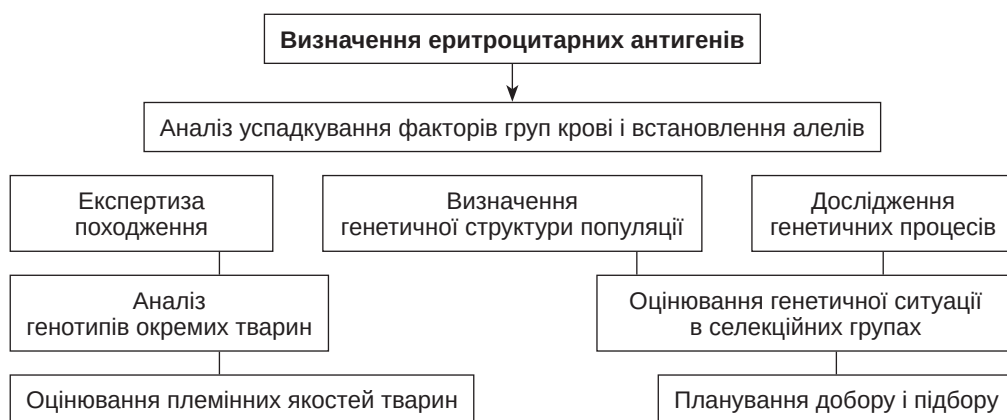 Визначення еритроцитарних антигенів
Аналіз успадкування факторів груп крові і встановлення алелів
Експертиза
походження
Визначення
генетичної структури популяції
Дослідження
генетичних процесів
Аналіз
генотипів окремих тварин
Оцінювання генетичної ситуації
в селекційних групах
Оцінювання племінних якостей тварин
Планування добору і підбору